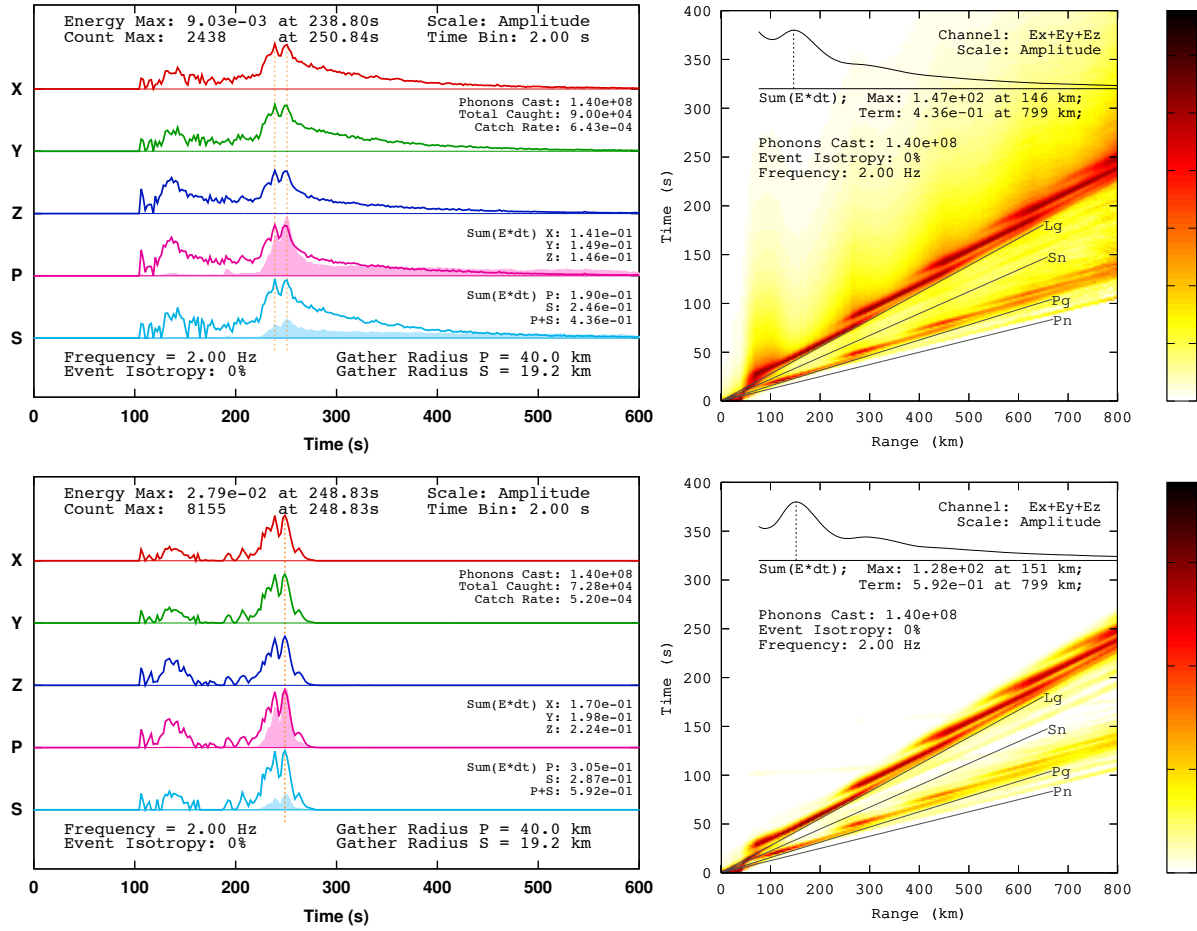 Energy Max: 9.03e-03 at 238.80s Scale: Amplitude
Count Max: 2438 at 250.84s Time Bin: 2.00 s
X
Phonons Cast: 1.40e+08
Total Caught: 9.00e+04
Catch Rate: 6.43e-04
Y
Z
Sum(E*dt) X: 1.41e-01
Y: 1.49e-01
Z: 1.46e-01
P
Sum(E*dt) P: 1.90e-01
S: 2.46e-01
P+S: 4.36e-01
S
Frequency = 2.00 Hz Gather Radius P = 40.0 km
Event Isotropy: 0% Gather Radius S = 19.2 km
0 100 200 300 400 500 600
Time (s)
400
350
300
250
200
150
100
50
0
Time (s)
Channel: Ex+Ey+Ez
Scale: Amplitude
Sum(E*dt); Max: 1.47e+02 at 146 km;
Term: 4.36e-01 at 799 km;
Phonons Cast: 1.40e+08
Event Isotropy: 0%
Frequency: 2.00 Hz
Lg
Sn
Pg
Pn
0 100 200 300 400 500 600 700 800
Range (km)
Energy Max: 2.79e-02 at 248.83s Scale: Amplitude
Count Max: 8155 at 248.83s Time Bin: 2.00 s
X
Phonons Cast: 1.40e+08
Total Caught: 7.28e+04
Catch Rate: 5.20e-04
Y
Z
Sum(E*dt) X: 1.70e-01
Y: 1.98e-01
Z: 2.24e-01
P
Sum(E*dt) P: 3.05e-01
S: 2.87e-01
P+S: 5.92e-01
S
Frequency = 2.00 Hz Gather Radius P = 40.0 km
Event Isotropy: 0% Gather Radius S = 19.2 km
0 100 200 300 400 500 600
Time (s)
400
350
300
250
200
150
100
50
0
Time (s)
Channel: Ex+Ey+Ez
Scale: Amplitude
Sum(E*dt); Max: 1.28e+02 at 151 km;
Term: 5.92e-01 at 799 km;
Phonons Cast: 1.40e+08
Event Isotropy: 0%
Frequency: 2.00 Hz
Lg
Sn
Pg
Pn
0 100 200 300 400 500 600 700 800
Range (km)